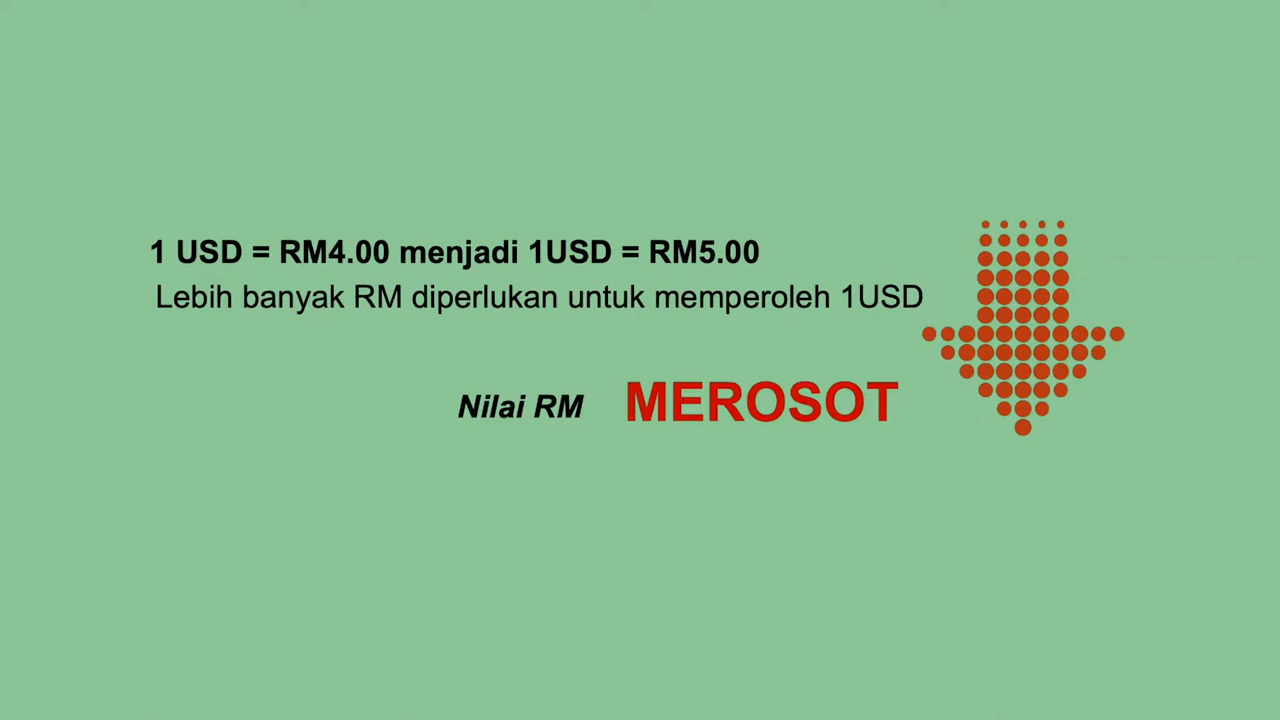 1 USD = RM4.00 menjadi 1USD = RM5.00
Lebih banyak RM diperlukan untuk memperoleh 1USD
Nilai RM MEROSOT